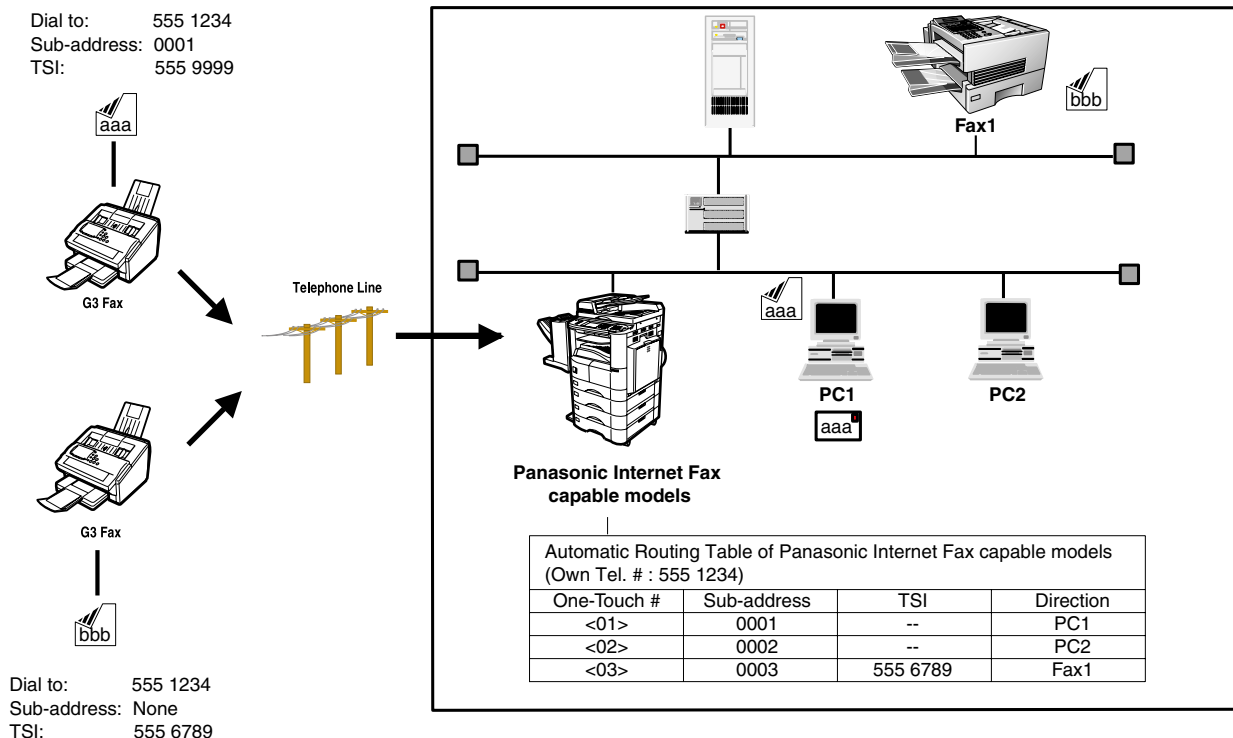 Dial to: 555 1234
Sub-address: 0001
TSI: 555 9999
aaa
G3 Fax
Telephone Line
G3 Fax
bbb
Dial to: 555 1234
Sub-address: None
TSI: 555 6789
Fax1
bbb
aaa
PC1
PC2
aaa
Panasonic Internet Fax
capable models
Automatic Routing Table of Panasonic Internet Fax capable models
(Own Tel. # : 555 1234)
One-Touch # Sub-address TSI Direction
<01> 0001 -- PC1
<02> 0002 -- PC2
<03> 0003 555 6789 Fax1